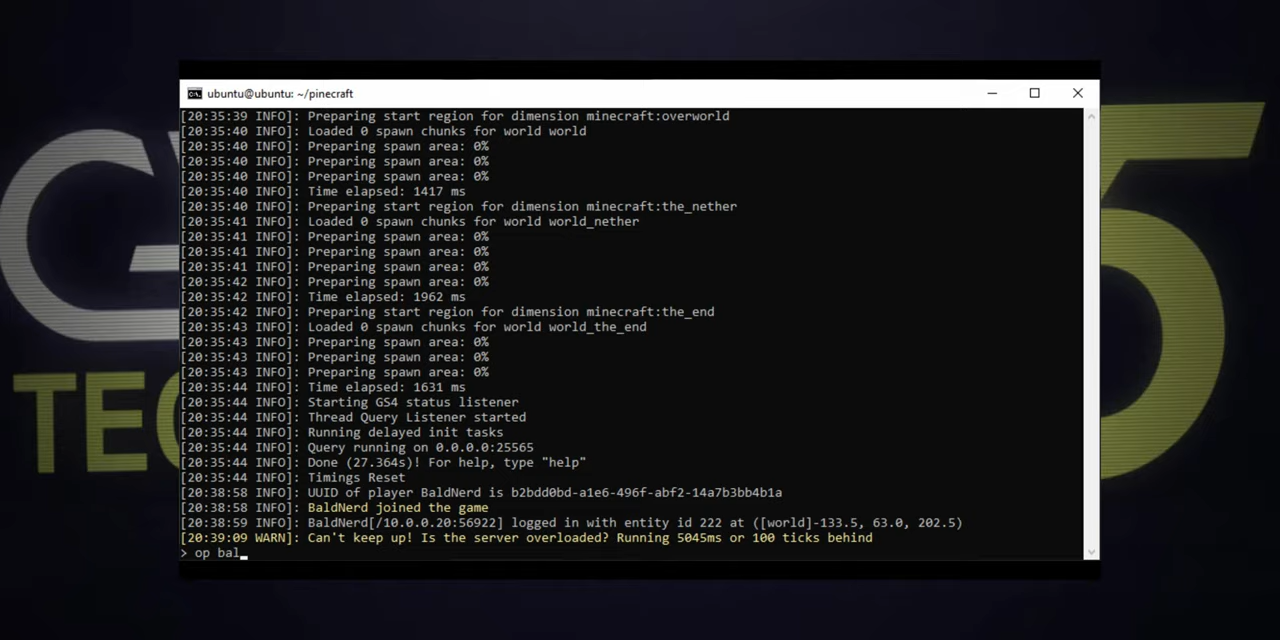 ubuntu@ubuntu: ~/pinecraft
[20:35:39 INFO]: Preparing start region for dimension minecraft:overworld
[20:35:40 INFO]: Loaded 0 spawn chunks for world world
[20:35:40 INFO]: Preparing spawn area: 0%
[20:35:40 INFO]: Preparing spawn area: 0%
[20:35:40 INFO]: Preparing spawn area: 0%
[20:35:40 INFO]: Time elapsed: 1417 ms
[20:35:40 INFO]: Preparing start region for dimension minecraft:the_nether
[20:35:41 INFO]: Loaded 0 spawn chunks for world world_nether
[20:35:41 INFO]: Preparing spawn area: 0%
[20:35:41 INFO]: Preparing spawn area: 0%
[20:35:41 INFO]: Preparing spawn area: 0%
[20:35:42 INFO]: Preparing spawn area: 0%
[20:35:42 INFO]: Time elapsed: 1962 ms
[20:35:42 INFO]: Preparing start region for dimension minecraft:the_end
[20:35:43 INFO]: Loaded 0 spawn chunks for world world_the_end
[20:35:43 INFO]: Preparing spawn area: 0%
[20:35:43 INFO]: Preparing spawn area: 0%
[20:35:43 INFO]: Preparing spawn area: 0%
[20:35:44 INFO]: Time elapsed: 1631 ms
[20:35:44 INFO]: Starting GS4 status listener
[20:35:44 INFO]: Thread Query Listener started
[20:35:44 INFO]: Running delayed init tasks
[20:35:44 INFO]: Query running on 0.0.0.0:25565
[20:35:44 INFO]: Done (27.364s)! For help, type "help"
[20:35:44 INFO]: Timings Reset
[20:38:58 INFO]: UUID of player BaldNerd is b2bdd0bd-a1e6-496f-abf2-14a7b3bb4b1a
[20:38:58 INFO]: BaldNerd joined the game
[20:38:59 INFO]: BaldNerd[/10.0.0.20:56922] logged in with entity id 222 at ([world]-133.5, 63.0, 202.5)
[20:39:09 WARN]: Can't keep up! Is the server overloaded? Running 5045ms or 100 ticks behind
> op bal_